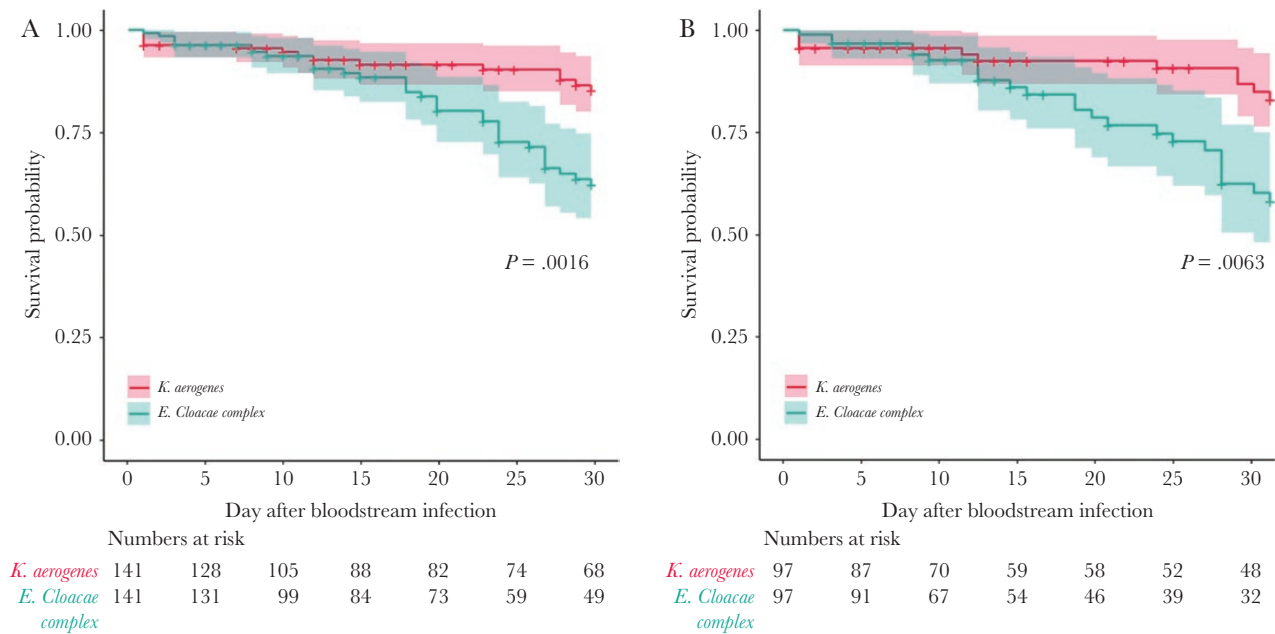 A
1.00
0.75
0.50
0.25
0.00
Survival probability
P = .0016
K. aerogenes
E. Cloacae complex
0 5 10 15 20 25 30
Day after bloodstream infection
Numbers at risk
K. aerogenes 141 128 105 88 82 74 68
E. Cloacae 141 131 99 84 73 59 49
complex
B
1.00
0.75
0.50
0.25
0.00
Survival probability
P = .0063
K. aerogenes
E. Cloacae complex
0 5 10 15 20 25 30
Day after bloodstream infection
Numbers at risk
K. aerogenes 97 87 70 59 58 52 48
E. Cloacae 97 91 67 54 46 39 32
complex